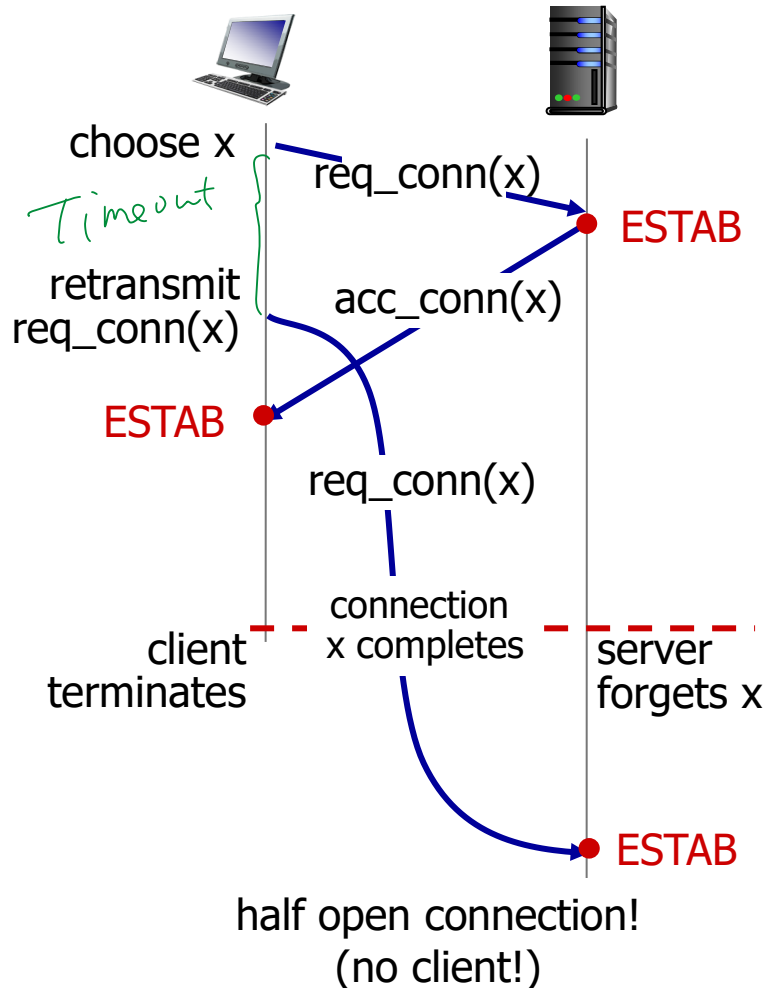 choose x
req_conn(x)
Timeout
ESTAB
retransmit
req_conn(x)
acc_conn(x)
ESTAB
req_conn(x)
connection
x completes
client
terminates
server
forgets x
ESTAB
half open connection!
(no client!)